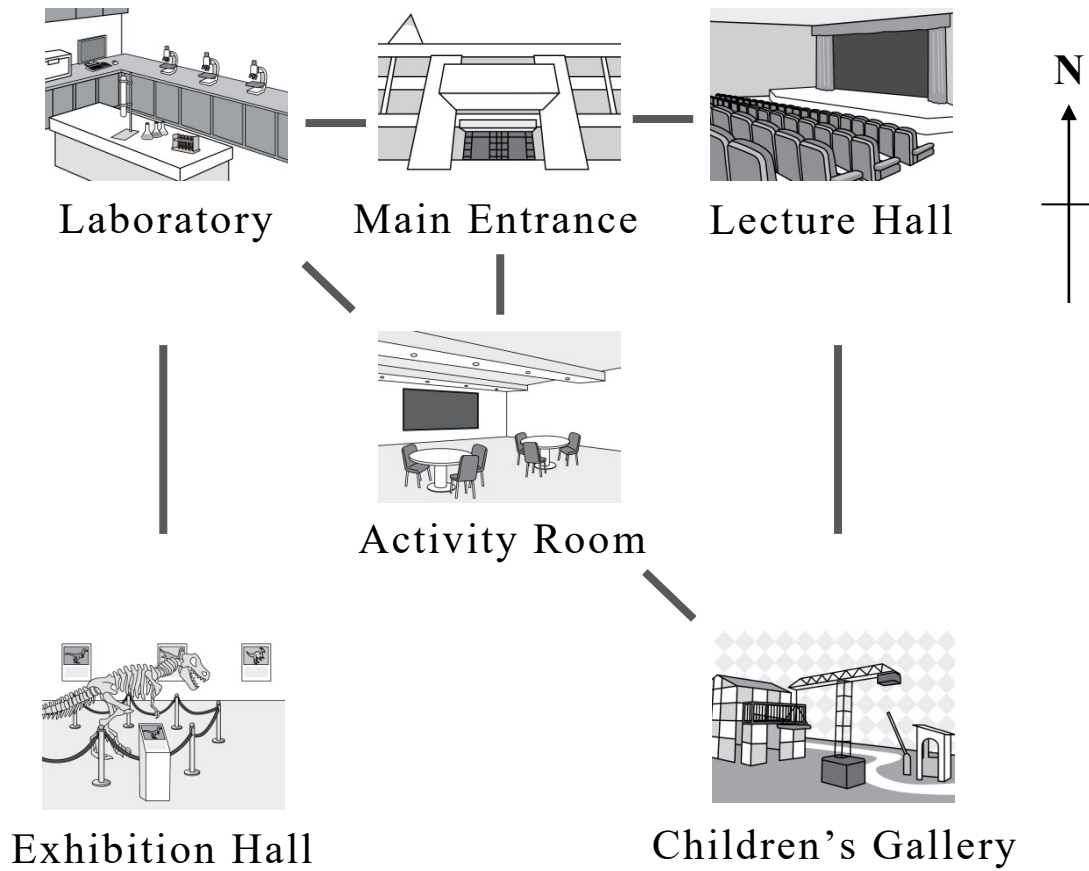 N
Laboratory
Main Entrance
Lecture Hall
Activity Room
Exhibition Hall
Children’s Gallery